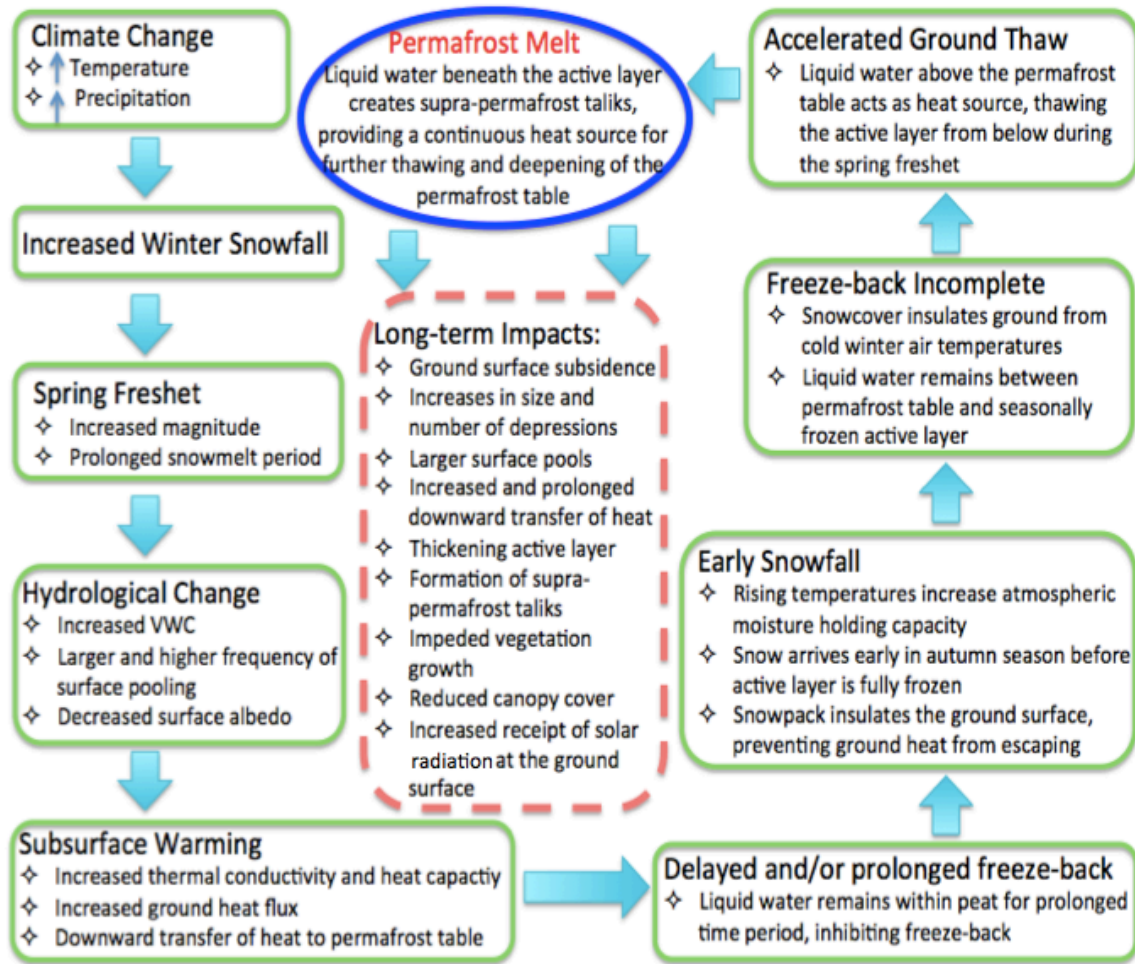 Climate Change
✧ Temperature
✧ Precipitation
Increased Winter Snowfall
Spring Freshet
✧ Increased magnitude
✧ Prolonged snowmelt period
Hydrological Change
✧ Increased VWC
✧ Larger and higher frequency of
surface pooling
✧ Decreased surface albedo
Subsurface Warming
✧ Increased thermal conductivity and heat capactiy
✧ Increased ground heat flux
✧ Downward transfer of heat to permafrost table
Delayed and/or prolonged freeze-back
✧ Liquid water remains within peat for prolonged
time period, inhibiting freeze-back
Early Snowfall
✧ Rising temperatures increase atmospheric
moisture holding capacity
✧ Snow arrives early in autumn season before
active layer is fully frozen
✧ Snowpack insulates the ground surface,
preventing ground heat from escaping
Freeze-back Incomplete
✧ Snowcover insulates ground from
cold winter air temperatures
✧ Liquid water remains between
permafrost table and seasonally
frozen active layer
Accelerated Ground Thaw
✧ Liquid water above the permafrost
table acts as heat source, thawing
the active layer from below during
the spring freshet
Permafrost Melt
Liquid water beneath the active layer
creates supra-permafrost taliks,
providing a continuous heat source for
further thawing and deepening of the
permafrost table
Long-term Impacts:
✧ Ground surface subsidence
✧ Increases in size and
number of depressions
✧ Larger surface pools
✧ Increased and prolonged
downward transfer of heat
✧ Thickening active layer
✧ Formation of supra-
permafrost taliks
✧ Impeded vegetation
growth
✧ Reduced canopy cover
✧ Increased receipt of solar
radiation at the ground
surface